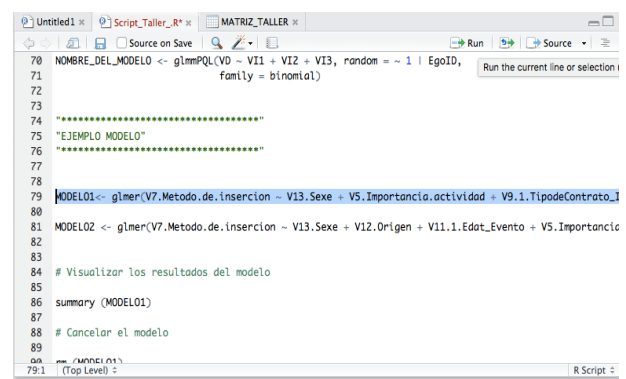 Untitled1 × Script_Taller_.R* × MATRIZ_TALLER ×
Source on Save Run Source
Run the current line or selection
70 NOMBRE_DEL_MODELO <- glmmPQL(VD ~ VI1 + VI2 + VI3, random = ~ 1 | EgoID,
71 family = binomial)
72
73
74 "**********************************"
75 "EJEMPLO MODELO"
76 "**********************************"
77
78
79 MODELO1<- glmer(V7.Metodo.de.insercion ~ V13.Sexe + V5.Importancia.actividad + V9.1.TipodeContrato_I
80
81 MODELO2 <- glmer(V7.Metodo.de.insercion ~ V13.Sexe + V12.Origen + V11.1.Edat_Evento + V5.Importancia
82
83
84 # Visualizar los resultados del modelo
85
86 summary (MODELO1)
87
88 # Cancelar el modelo
89
90 rm (MODELO1)
79:1 (Top Level) R Script